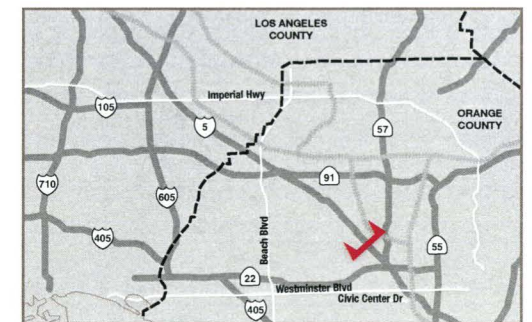 LOS ANGELES
COUNTY
Imperial Hwy
105
5
57
ORANGE
COUNTY
91
710
605
Beach Blvd
405
55
22
Westminster Blvd
Civic Center Dr
405